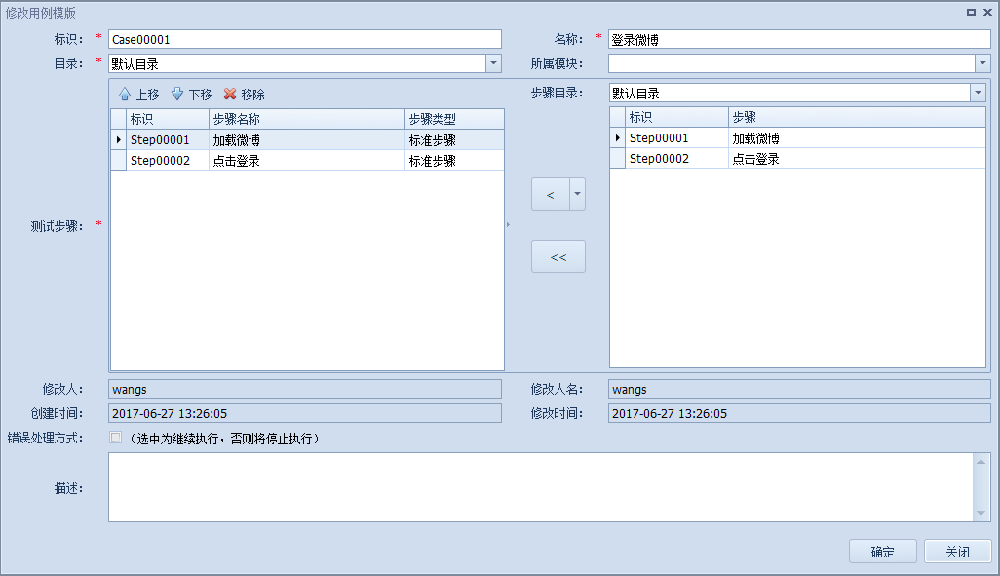 修改用例模版
标识： * Case00001 名称： * 登录微博
目录： * 默认目录 所属模块：
上移 下移 移除 步骤目录： 默认目录
标识 步骤名称 步骤类型 标识 步骤
Step00001 加载微博 标准步骤 Step00001 加载微博
Step00002 点击登录 标准步骤 Step00002 点击登录
<
测试步骤： *
<<
修改人： wangs 修改人名： wangs
创建时间： 2017-06-27 13:26:05 修改时间： 2017-06-27 13:26:05
错误处理方式： （选中为继续执行，否则将停止执行）
描述：
确定 关闭